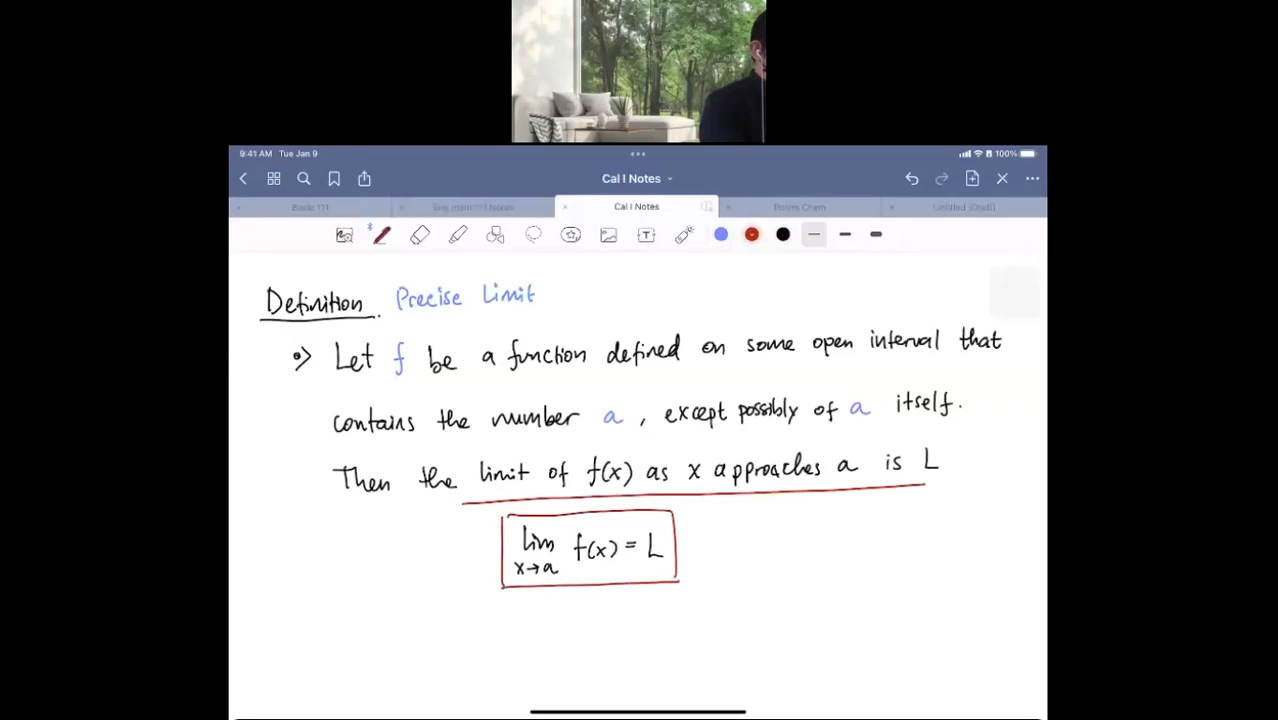 9:41 AM Tue Jan 9
100%
Cal I Notes
Cal I Notes
Definition. Precise Limit
Let f be a function defined on some open interval that
contains the number a, except possibly of a itself.
Then the limit of f(x) as x approaches a is L
lim f(x) = L
x→a